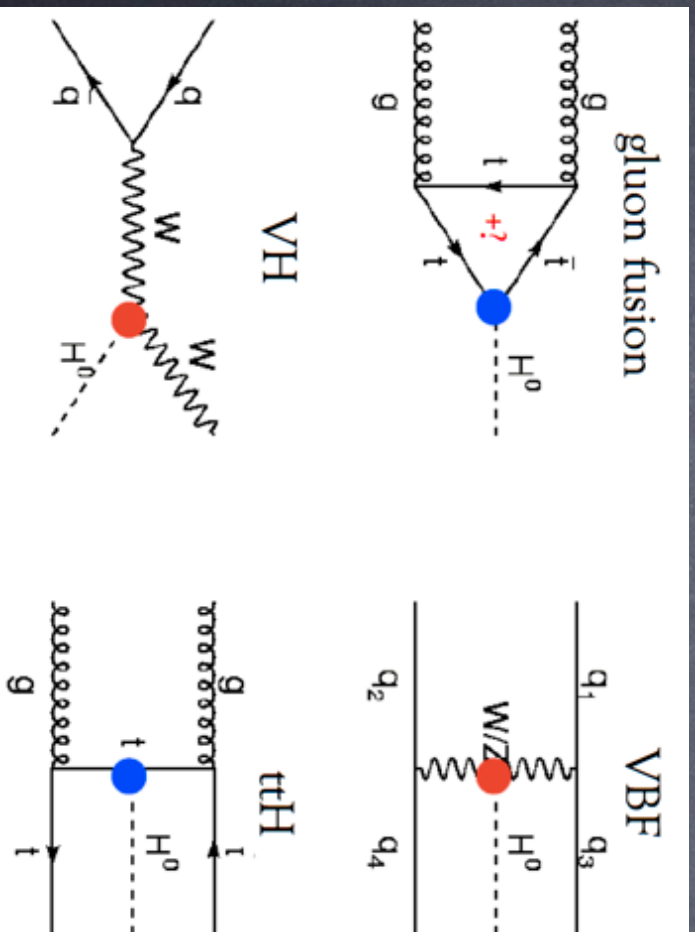 gluon fusion
g
t̄
t
+?
H⁰
t
g
VBF
q₁
q₃
W/Z
H⁰
q₂
q₄
VH
q
W
W
H⁰
q̄
ttH
g
t
H⁰
g
t